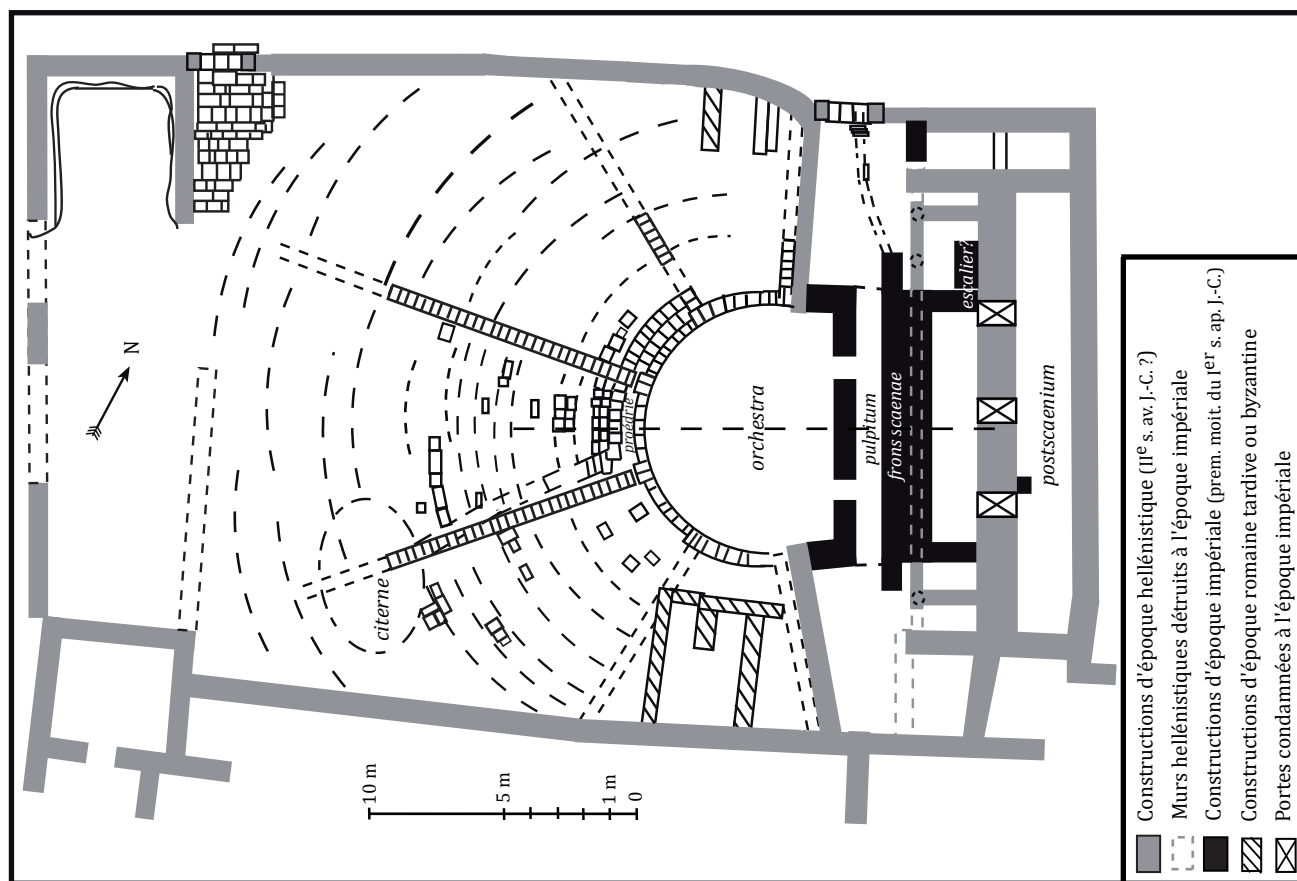 N
citerne
proédrie
orchestra
pulpitum
frons scaenae
escalier?
postscaenium
10 m
5 m
1 m
0
Constructions d'époque hellénistique (IIe s. av. J.-C. ?)
Murs hellénistiques détruits à l'époque impériale
Constructions d'époque impériale (prem. moit. du Ier s. ap. J.-C.)
Constructions d'époque romaine tardive ou byzantine
Portes condamnées à l'époque impériale